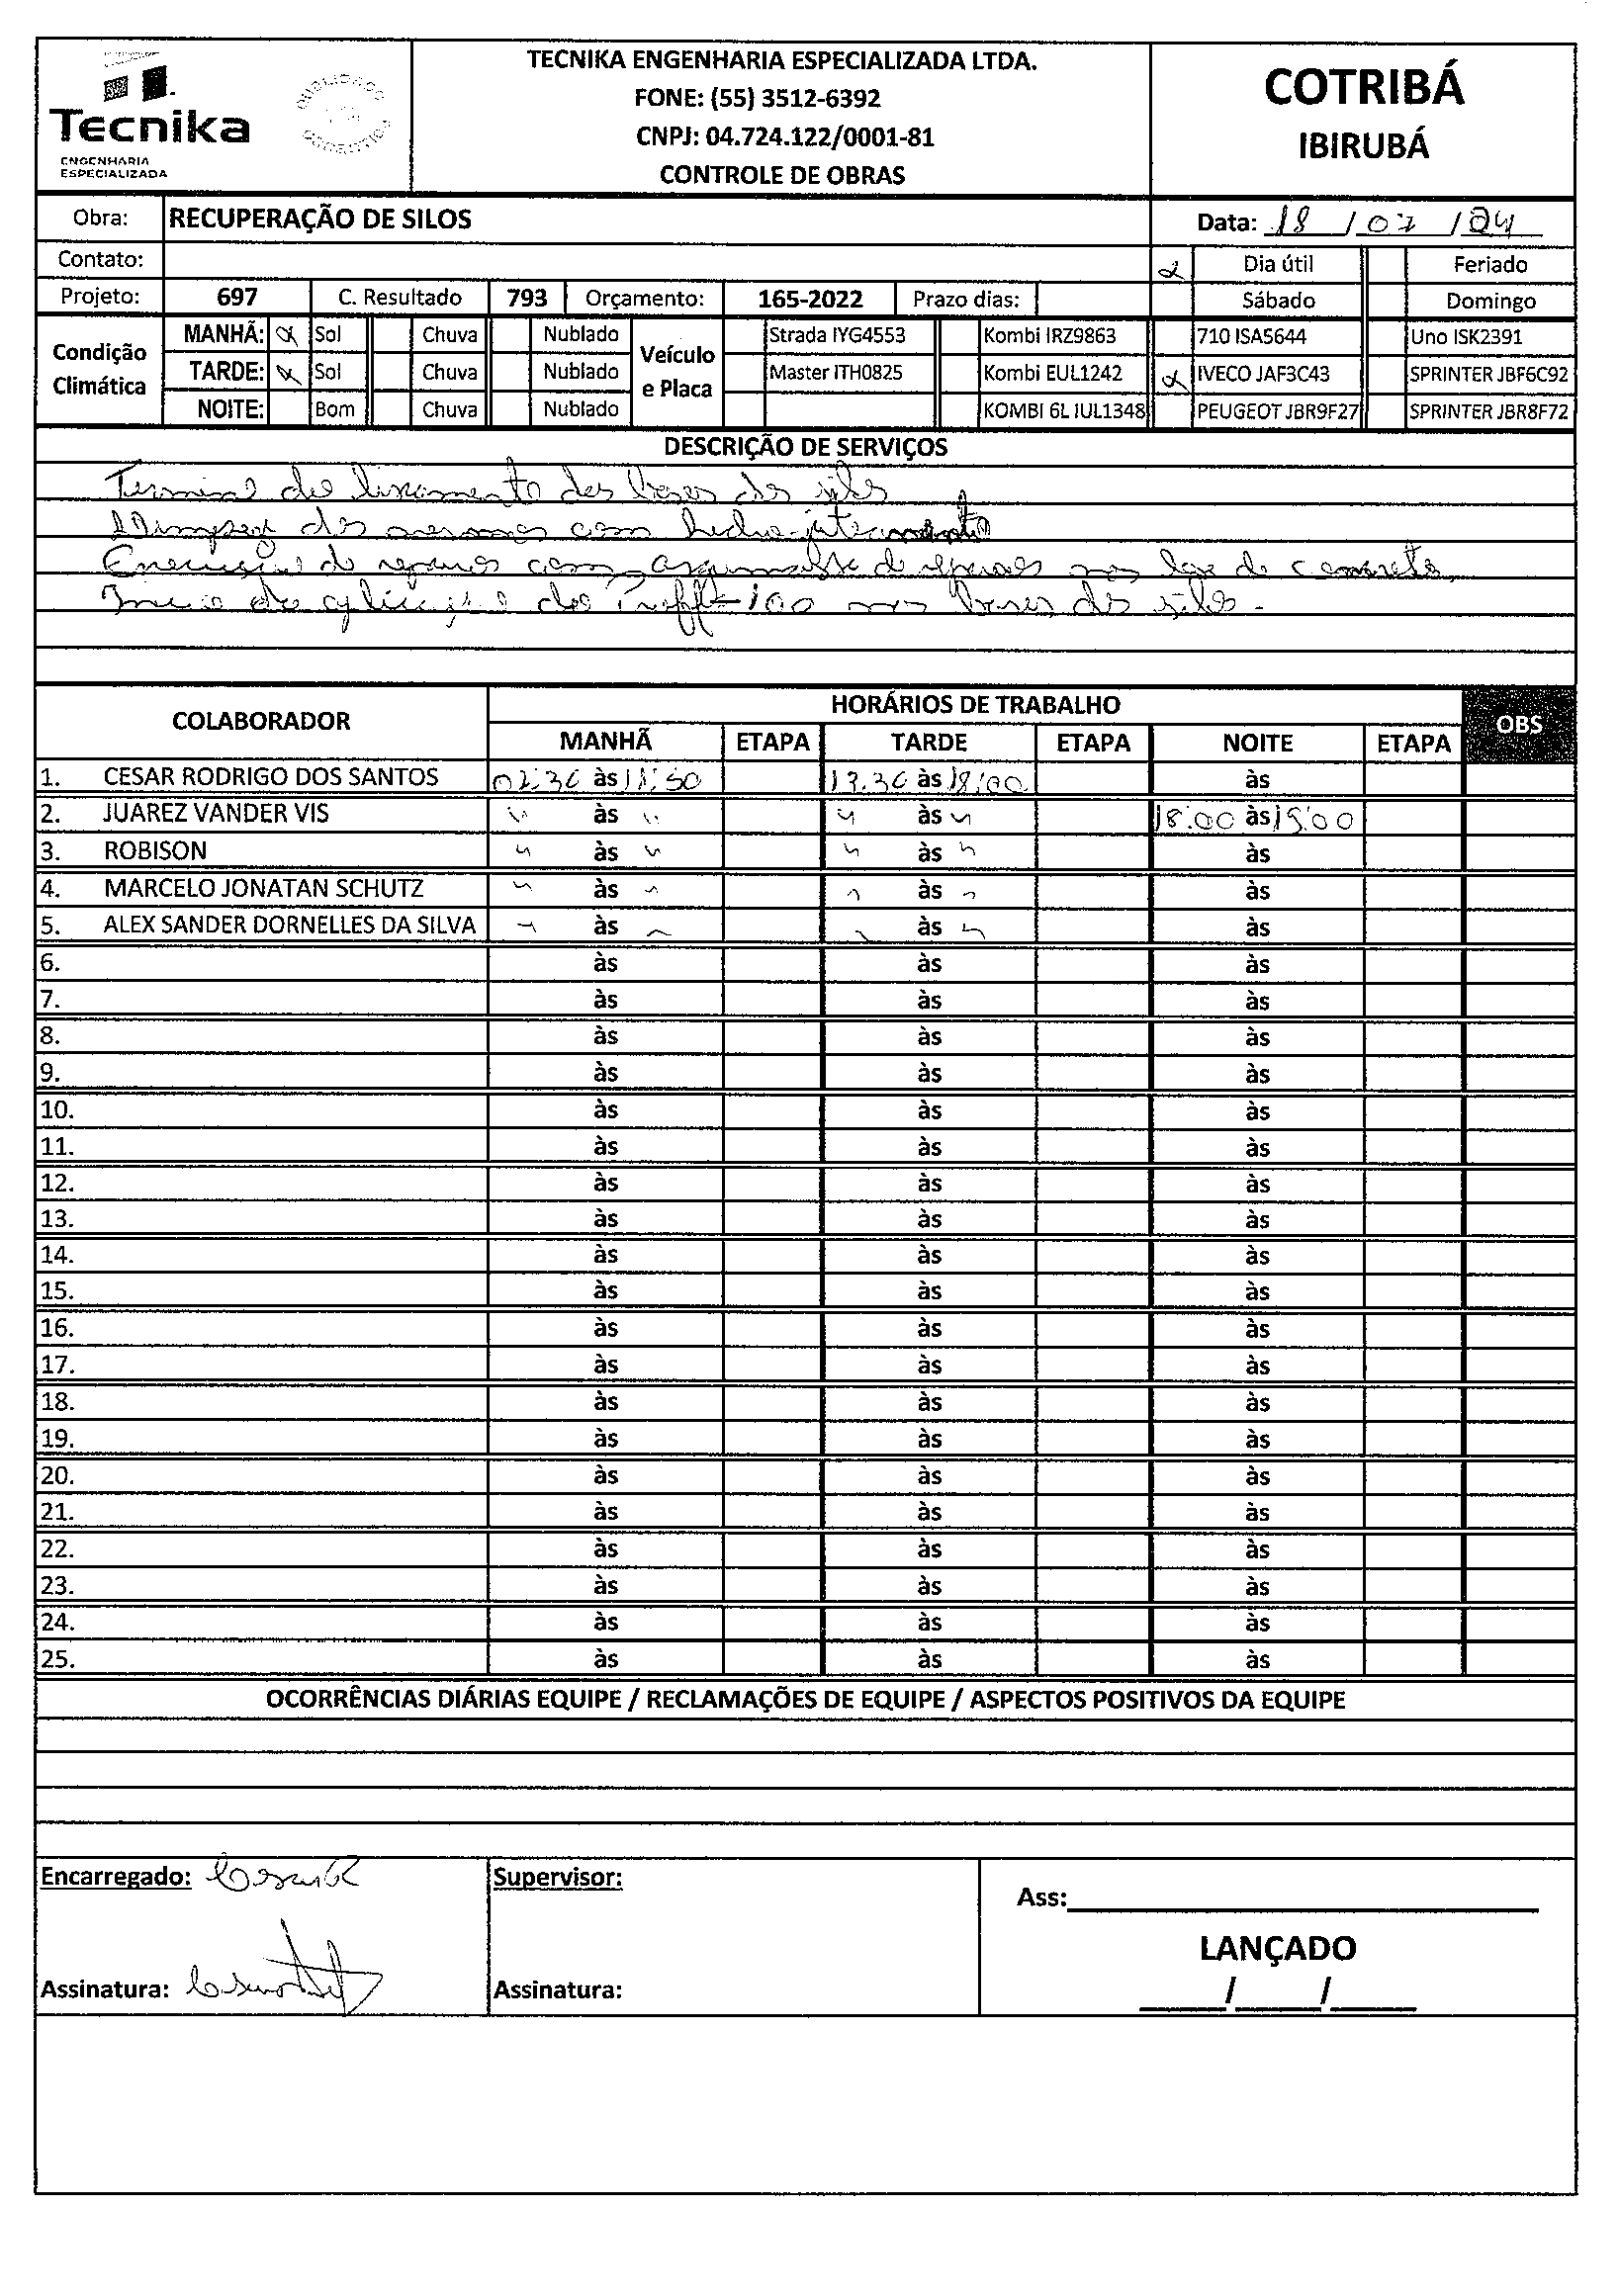 Tecnika
ENGENHARIA
ESPECIALIZADA
TECNIKA ENGENHARIA ESPECIALIZADA LTDA.
FONE: (55) 3512-6392
CNPJ: 04.724.122/0001-81
CONTROLE DE OBRAS
COTRIBÁ
IBIRUBÁ
Obra: RECUPERAÇÃO DE SILOS
Data: 18 / 07 / 24
Contato:
Dia útil Feriado
Projeto: 697 C. Resultado 793 Orçamento: 165-2022 Prazo dias: Sábado Domingo
Condição Climática
MANHÃ: x Sol Chuva Nublado
TARDE: x Sol Chuva Nublado
NOITE: Bom Chuva Nublado
Veículo e Placa
Strada IYG4553 Kombi IRZ9863 710 ISA5644 Uno ISK2391
Master ITH0825 Kombi EUL1242 x IVECO JAF3C43 SPRINTER JBF6C92
KOMBI 6L IUL1348 PEUGEOT JBR9F27 SPRINTER JBR8F72
DESCRIÇÃO DE SERVIÇOS
Termino do lixamento das bases dos silos
dos mesmos com hidrojateamento
Execução de reparos com argamassa de reparos nas de concreto
Inicio da aplicação do -100 nas bases dos silos.
COLABORADOR
HORÁRIOS DE TRABALHO
OBS
MANHÃ ETAPA TARDE ETAPA NOITE ETAPA
1. CESAR RODRIGO DOS SANTOS 07:30 às 11:50 13:30 às 18:00 às
2. JUAREZ VANDER VIS " às " " às " 18:00 às 19:00
3. ROBISON " às " " às " às
4. MARCELO JONATAN SCHUTZ " às " " às " às
5. ALEX SANDER DORNELLES DA SILVA " às " " às " às
6. às às às
7. às às às
8. às às às
9. às às às
10. às às às
11. às às às
12. às às às
13. às às às
14. às às às
15. às às às
16. às às às
17. às às às
18. às às às
19. às às às
20. às às às
21. às às às
22. às às às
23. às às às
24. às às às
25. às às às
OCORRÊNCIAS DIÁRIAS EQUIPE / RECLAMAÇÕES DE EQUIPE / ASPECTOS POSITIVOS DA EQUIPE
Encarregado: Cesar R
Supervisor:
Ass:
LANÇADO
Assinatura:
Assinatura:
/ /